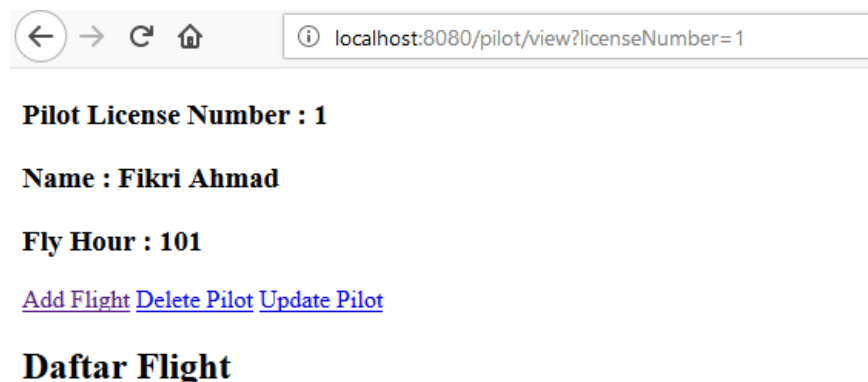 localhost:8080/pilot/view?licenseNumber=1
Pilot License Number : 1
Name : Fikri Ahmad
Fly Hour : 101
Add Flight Delete Pilot Update Pilot
Daftar Flight